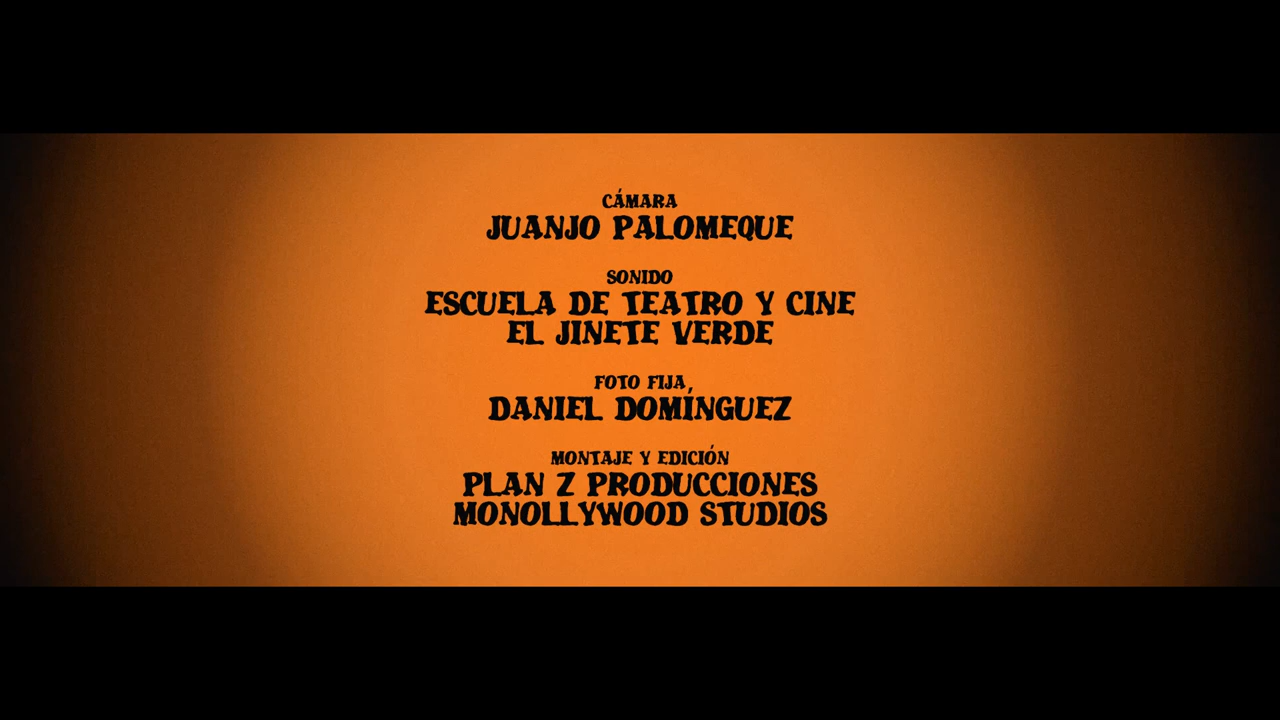 CÁMARA
JUANJO PALOMEQUE
SONIDO
ESCUELA DE TEATRO Y CINE
EL JINETE VERDE
FOTO FIJA
DANIEL DOMÍNGUEZ
MONTAJE Y EDICIÓN
PLAN Z PRODUCCIONES
MONOLLYWOOD STUDIOS